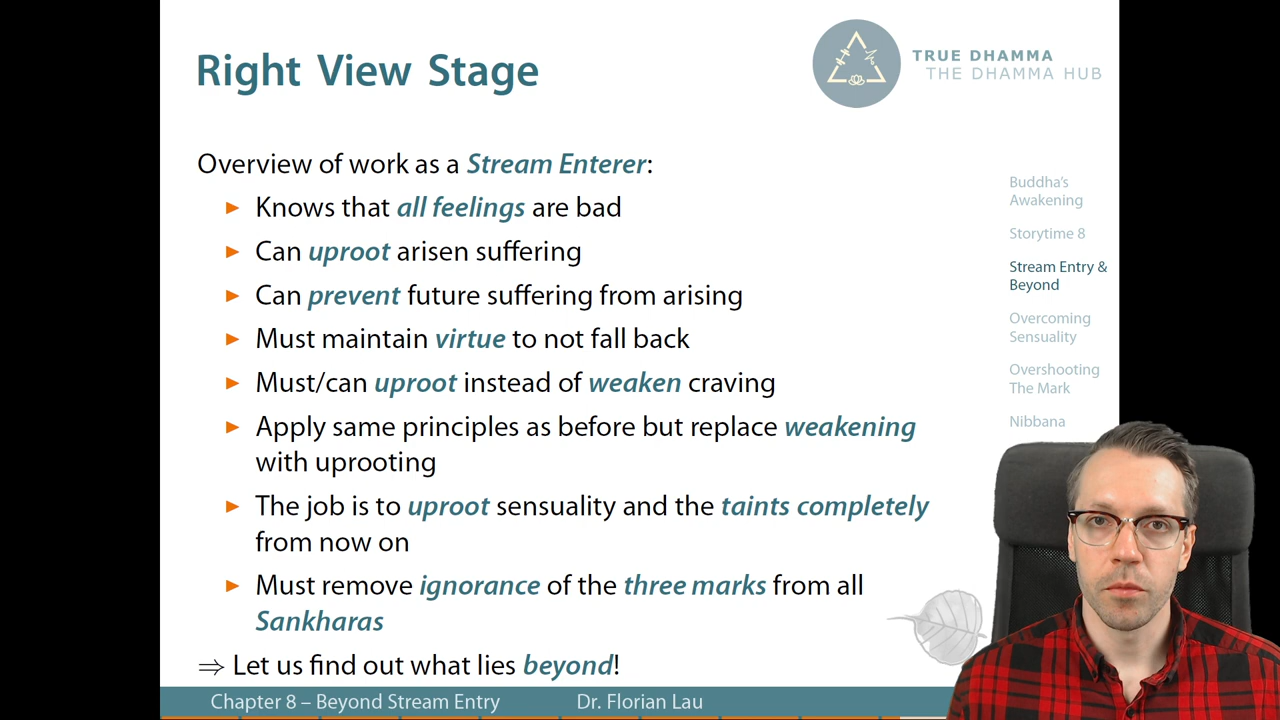 Right View Stage
TRUE DHAMMA
THE DHAMMA HUB
Overview of work as a Stream Enterer:
Knows that all feelings are bad
Can uproot arisen suffering
Can prevent future suffering from arising
Must maintain virtue to not fall back
Must/can uproot instead of weaken craving
Apply same principles as before but replace weakening
with uprooting
The job is to uproot sensuality and the taints completely
from now on
Must remove ignorance of the three marks from all
Sankharas
⇒ Let us find out what lies beyond!
Buddha's
Awakening
Storytime 8
Stream Entry &
Beyond
Overcoming
Sensuality
Overshooting
The Mark
Nibbana
Chapter 8 – Beyond Stream Entry
Dr. Florian Lau